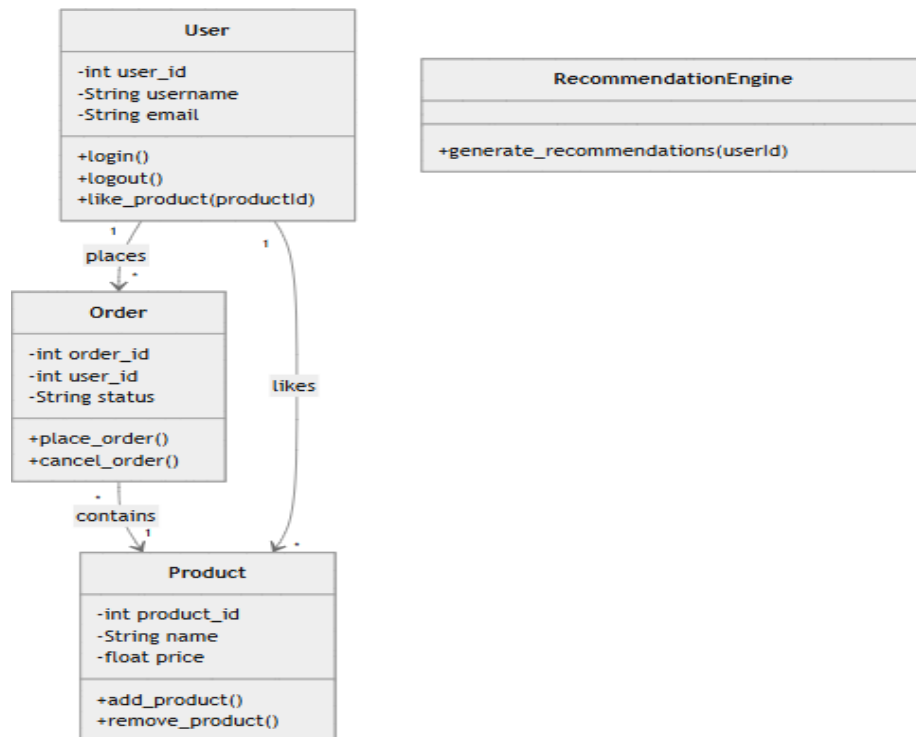 User
-int user_id
-String username
-String email
+login()
+logout()
+like_product(productId)
RecommendationEngine
+generate_recommendations(userId)
1
places
*
1
likes
*
Order
-int order_id
-int user_id
-String status
+place_order()
+cancel_order()
*
contains
1
Product
-int product_id
-String name
-float price
+add_product()
+remove_product()